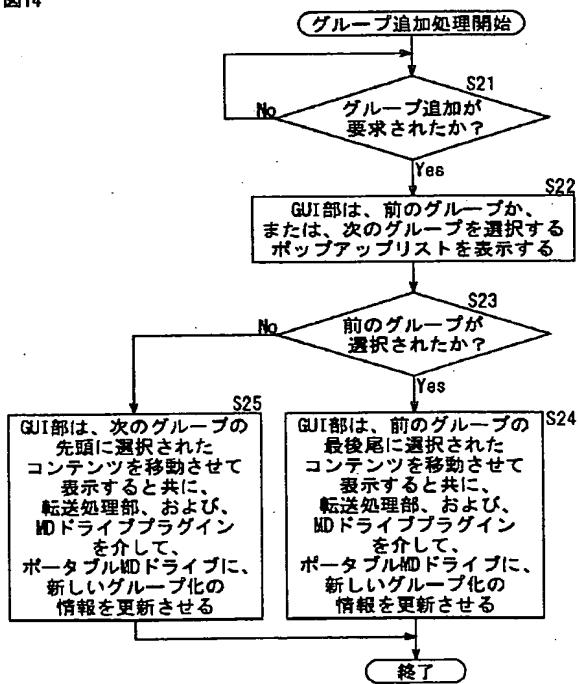 図14
グループ追加処理開始
S21
グループ追加が
要求されたか?
No
Yes
S22
GUI部は、前のグループか、
または、次のグループを選択する
ポップアップリストを表示する
S23
前のグループが
選択されたか?
No
Yes
S25
GUI部は、次のグループの
先頭に選択された
コンテンツを移動させて
表示すると共に、
転送処理部、および、
MDドライブプラグイン
を介して、
ポータブルMDドライブに、
新しいグループ化の
情報を更新させる
S24
GUI部は、前のグループの
最後尾に選択された
コンテンツを移動させて
表示すると共に、
転送処理部、および、
MDドライブプラグイン
を介して、
ポータブルMDドライブに、
新しいグループ化の
情報を更新させる
終了